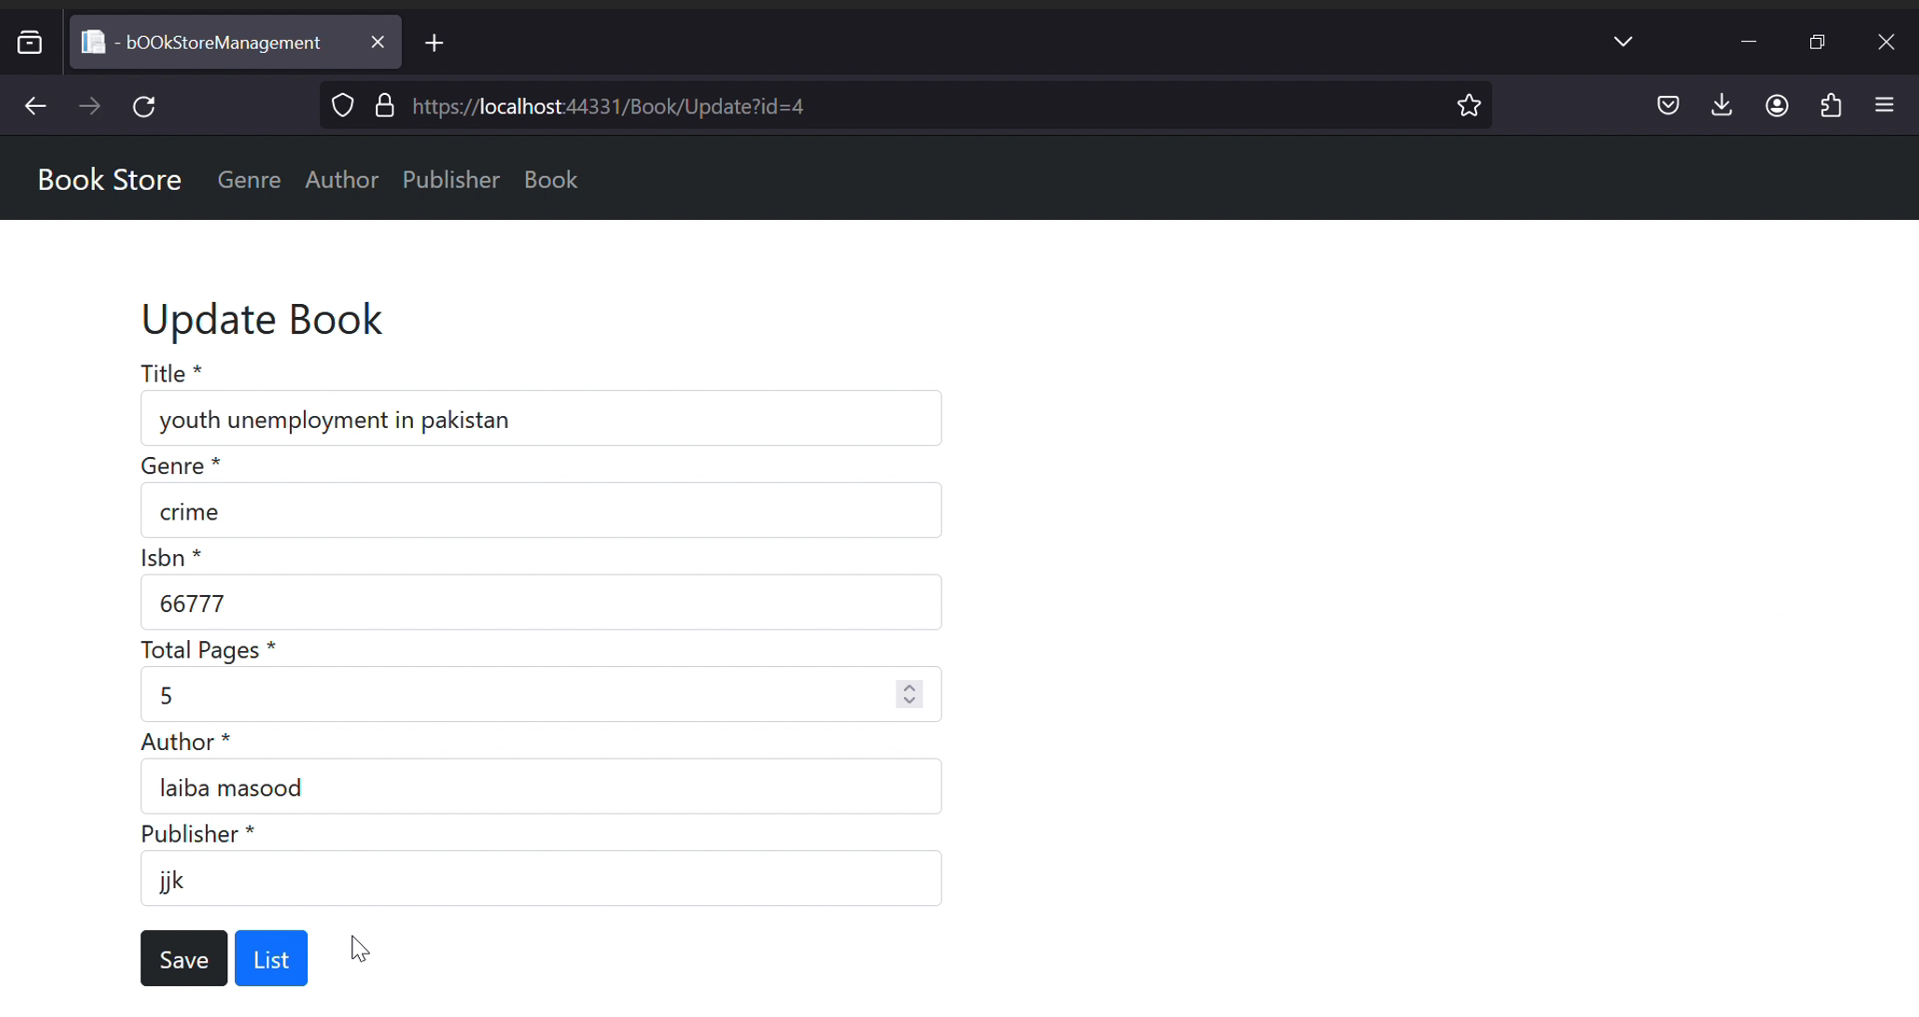 - bOOkStoreManagement
https://localhost:44331/Book/Update?id=4
Book Store Genre Author Publisher Book
Update Book
Title *
youth unemployment in pakistan
Genre *
crime
Isbn *
66777
Total Pages *
5
Author *
laiba masood
Publisher *
jjk
Save List